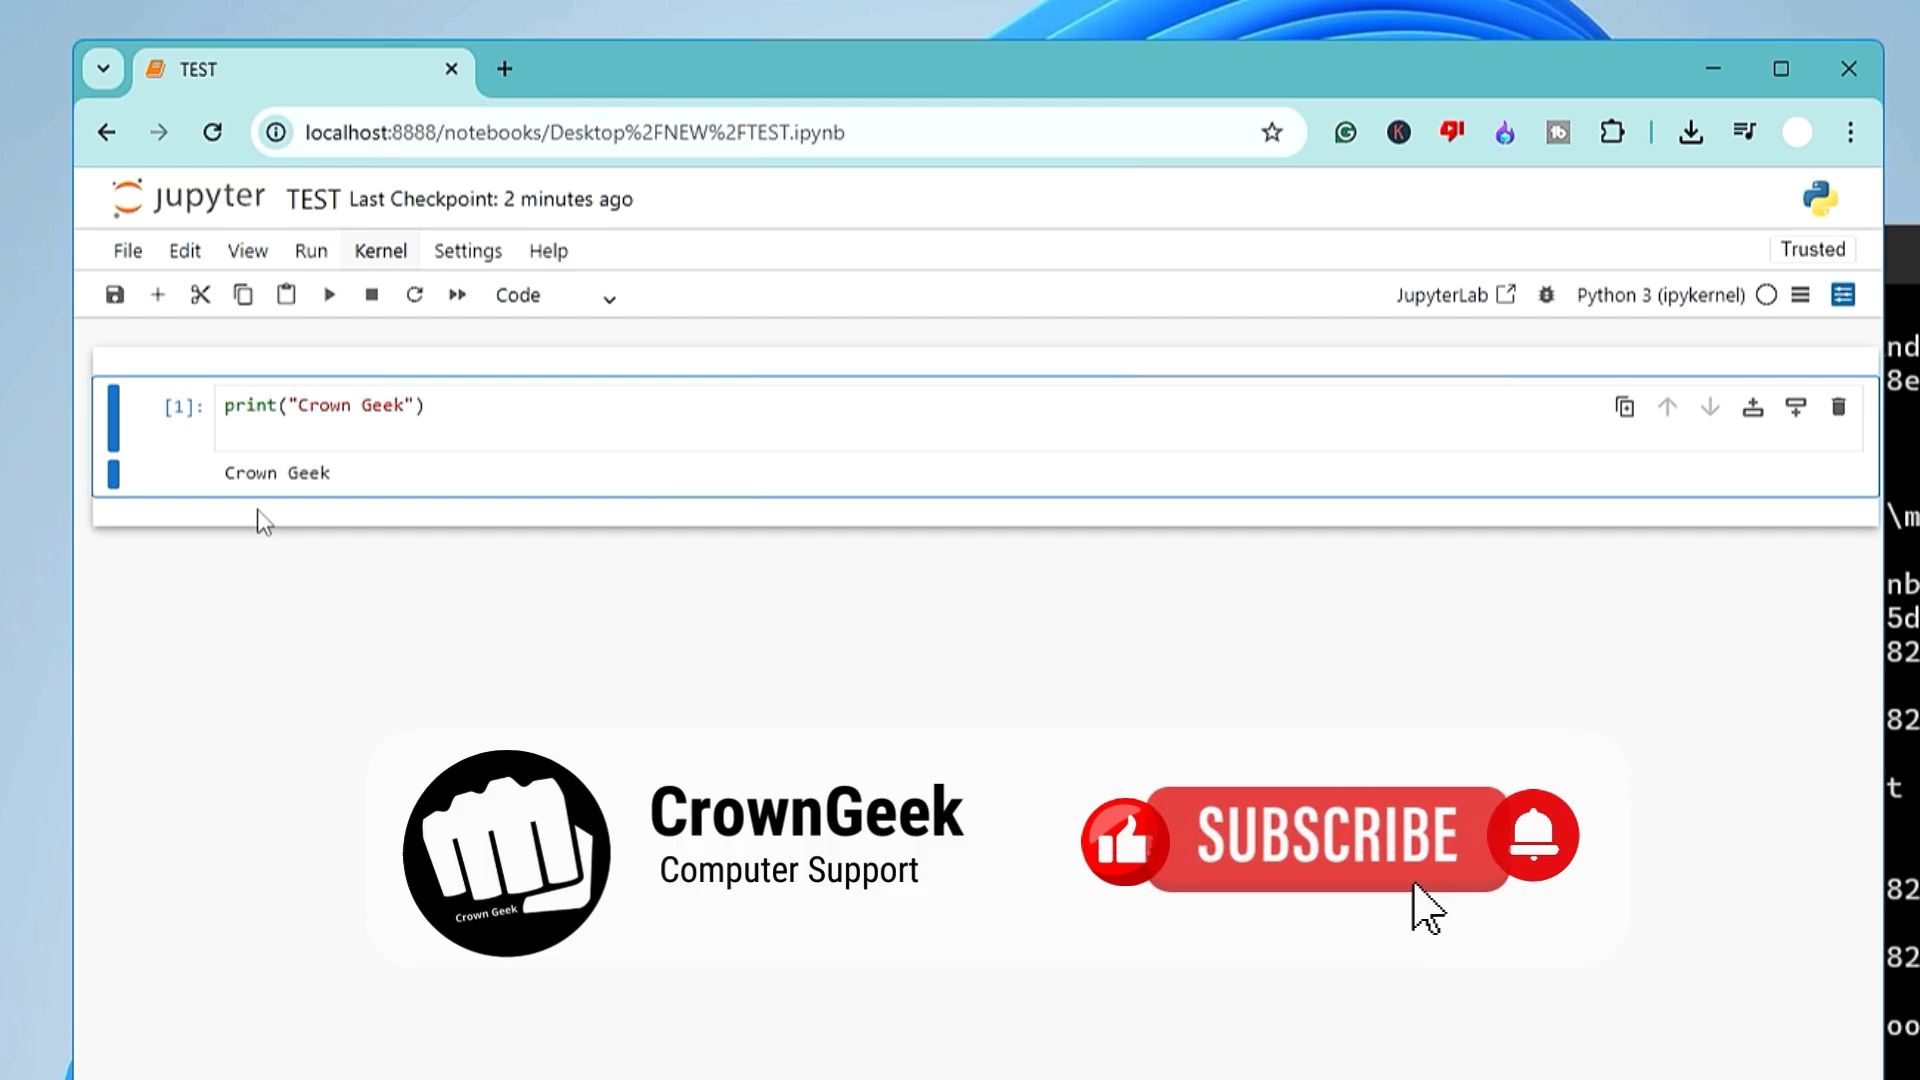 TEST
localhost:8888/notebooks/Desktop%2FNEW%2FTEST.ipynb
K
tb
jupyter TEST Last Checkpoint: 2 minutes ago
File Edit View Run Kernel Settings Help
Trusted
Code
JupyterLab
Python 3 (ipykernel)
[1]: print("Crown Geek")
Crown Geek
nd
8e
\m
nb
5d
82
82
t
82
82
oo
Crown Geek
CrownGeek
Computer Support
SUBSCRIBE